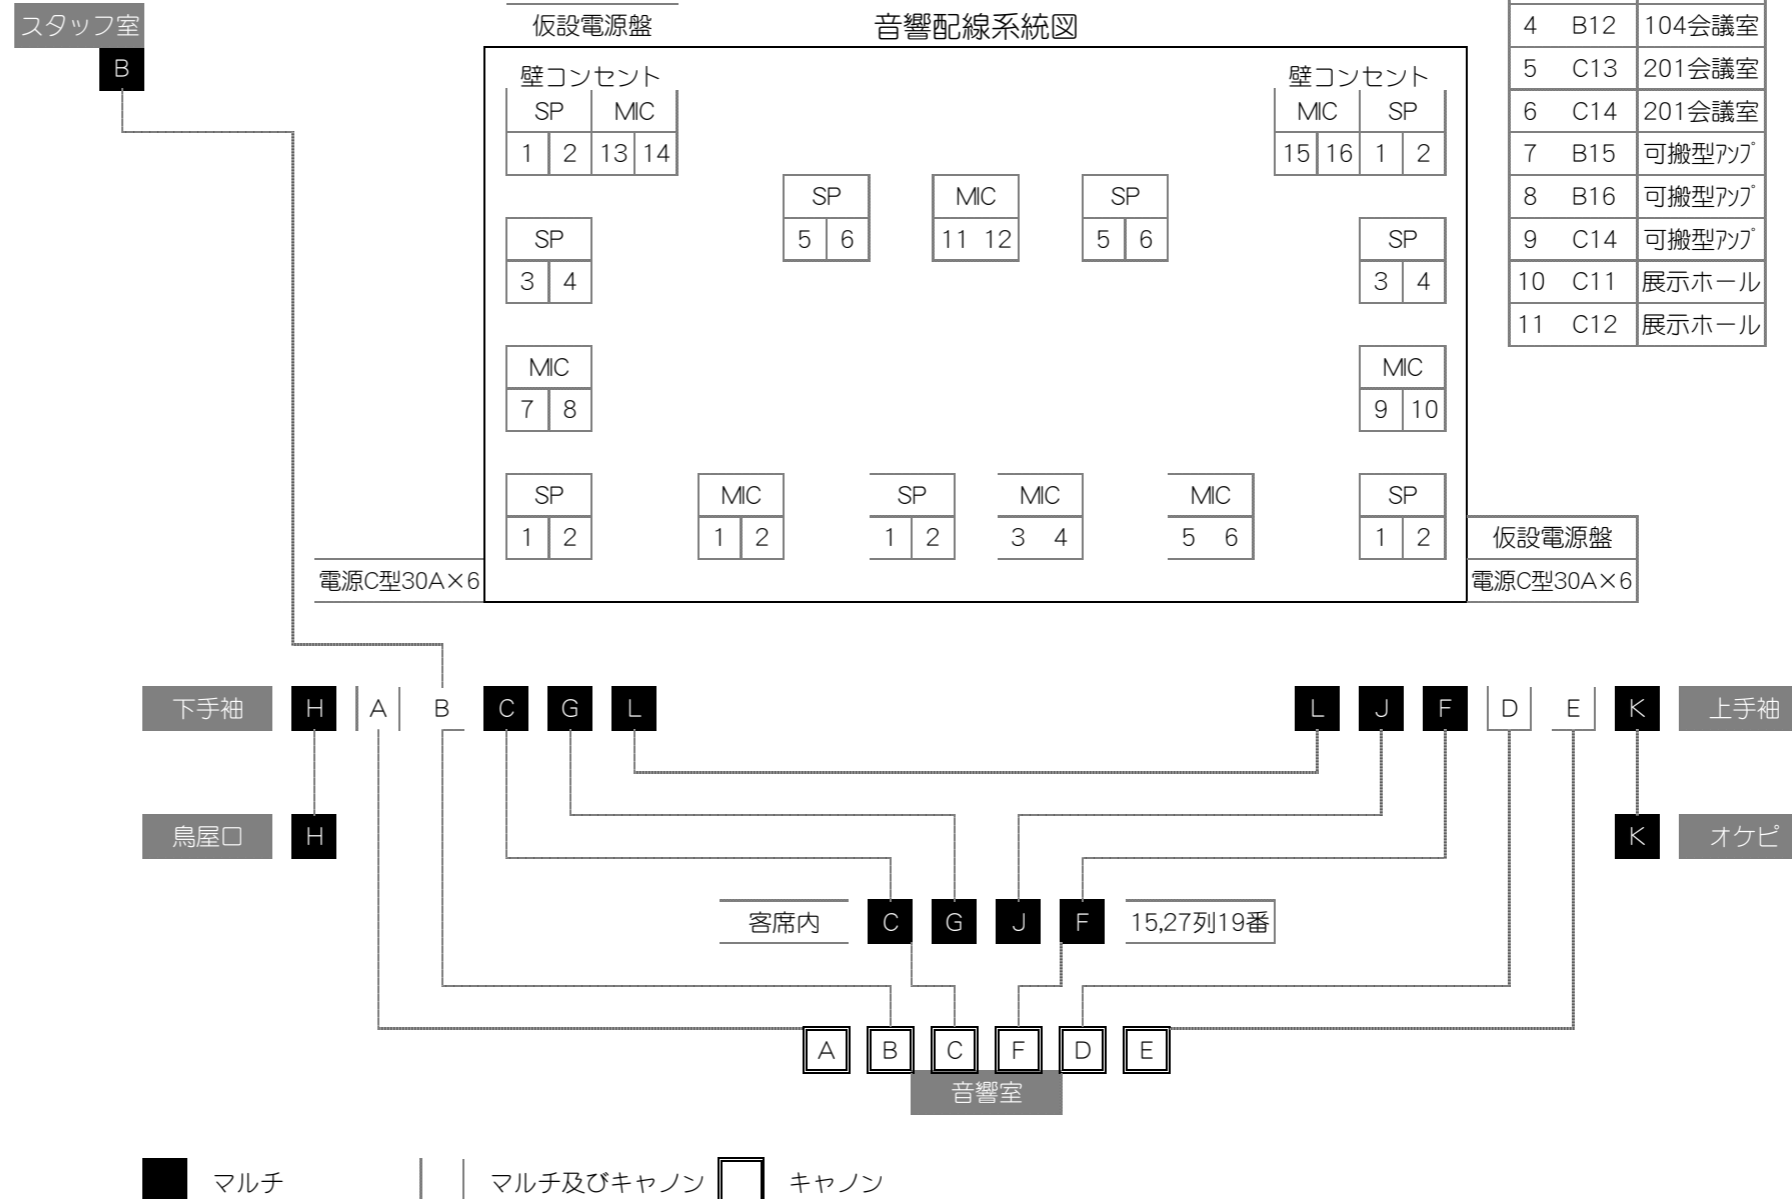 スタッフ室
B
仮設電源盤
音響配線系統図
4 B12 104会議室
5 C13 201会議室
6 C14 201会議室
7 B15 可搬型ｱﾝﾌﾟ
8 B16 可搬型ｱﾝﾌﾟ
9 C14 可搬型ｱﾝﾌﾟ
10 C11 展示ホール
11 C12 展示ホール
壁コンセント 壁コンセント
SP MIC MIC SP
1 2 13 14 15 16 1 2
SP MIC SP
5 6 11 12 5 6
SP SP
3 4 3 4
MIC MIC
7 8 9 10
SP MIC SP MIC MIC SP
1 2 1 2 1 2 3 4 5 6 1 2
仮設電源盤
電源C型30A×6 電源C型30A×6
下手袖 H A B C G L L J F D E K 上手袖
鳥屋口 H K オケピ
客席内 C G J F 15,27列19番
A B C F D E
音響室
マルチ マルチ及びキャノン キャノン